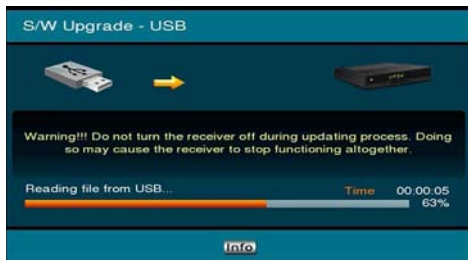 S/W Upgrade - USB
Warning!!! Do not turn the receiver off during updating process. Doing
so may cause the receiver to stop functioning altogether.
Reading file from USB... Time 00:00:05
63%
Info